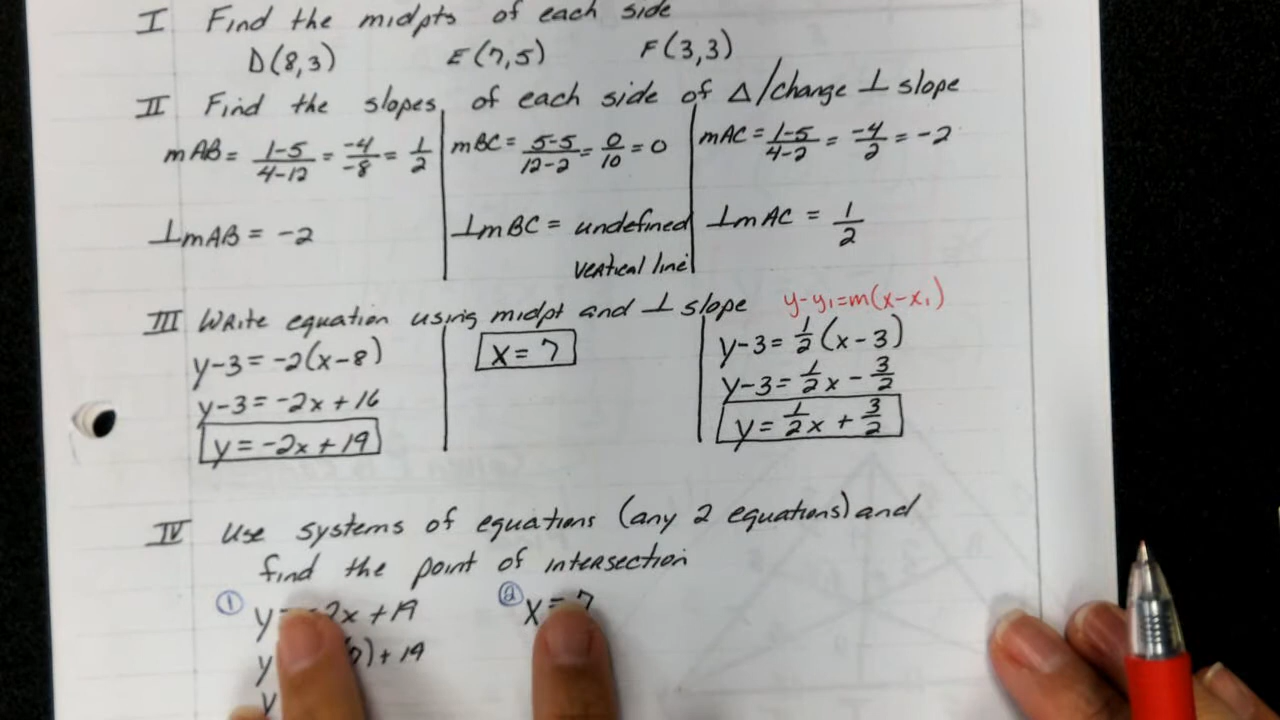 I Find the midpts of each side
D(8,3) E(7,5) F(3,3)
II Find the slopes of each side of Δ/change ⊥ slope
mAB = 1-5/4-12 = -4/-8 = 1/2
mBC = 5-5/12-2 = 0/10 = 0
mAC = 1-5/4-2 = -4/2 = -2
⊥mAB = -2
⊥mBC = undefined
vertical line
⊥mAC = 1/2
III Write equation using midpt and ⊥ slope y-y₁=m(x-x₁)
y-3 = -2(x-8)
y-3 = -2x + 16
y = -2x + 19
x = 7
y-3 = 1/2(x-3)
y-3 = 1/2x - 3/2
y = 1/2x + 3/2
IV Use systems of equations (any 2 equations) and
find the point of intersection
① y = -2x + 19 ② x = 7
y ) + 19
y